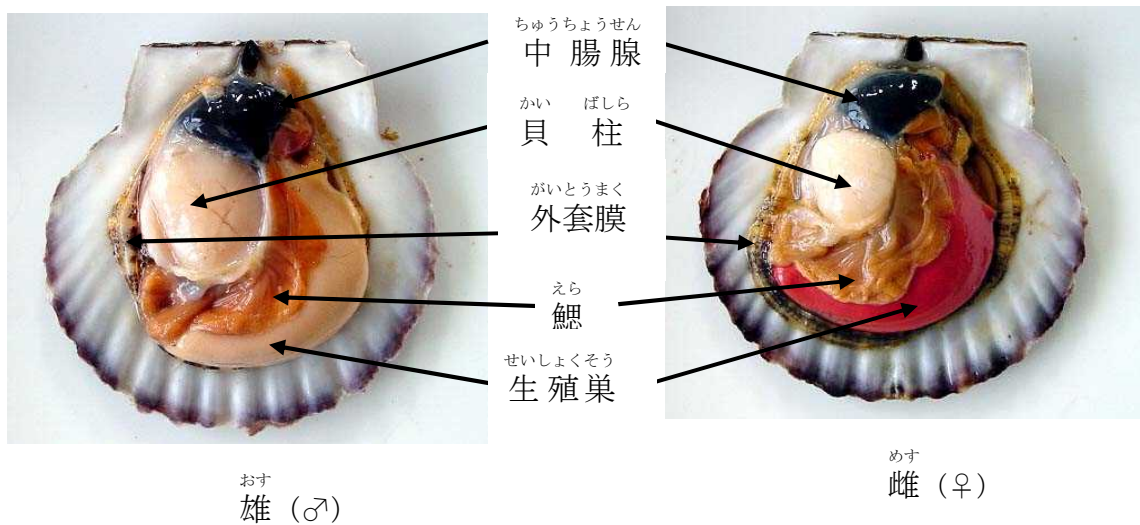 ちゅうちょうせん
中腸腺
かい ばしら
貝柱
がいとうまく
外套膜
えら
鰓
せいしょくそう
生殖巣
おす
雄（♂）
めす
雌（♀）